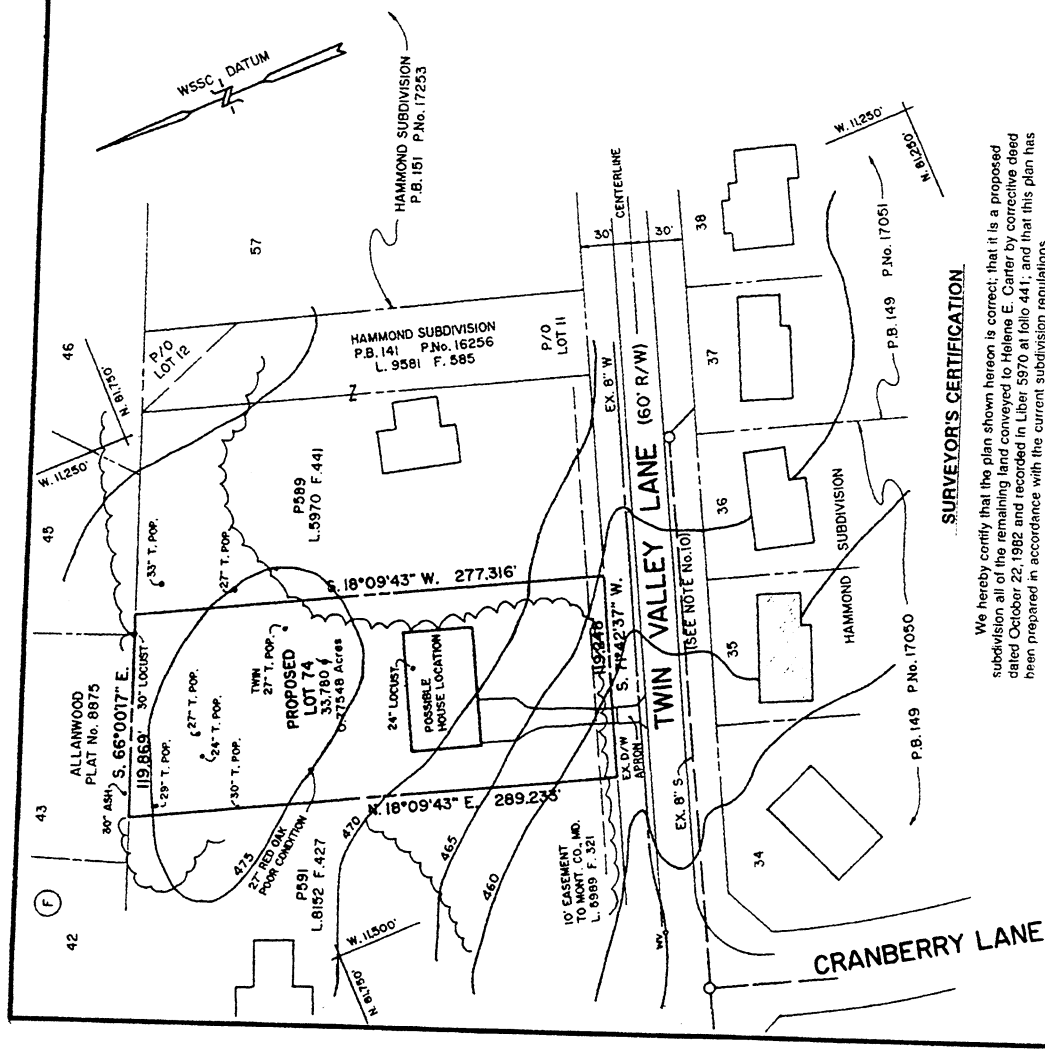 WSSC DATUM
HAMMOND SUBDIVISION
P.B. 151 P.No. 17253
57
46
45
43
42
F
N. 81,750'
W. 11,250'
P/O
LOT 12
HAMMOND SUBDIVISION
P.B. 141 P.No. 16256
L. 9581 F. 585
P/O
LOT 11
Z
ALLANWOOD
PLAT No. 8875
S. 66°00'17" E.
119.869'
30" LOCUST
30" ASH
33" T. POP.
27" T. POP.
29" T. POP.
27" T. POP.
24" T. POP.
30" T. POP.
P589
L.5970 F.441
S. 18°09'43" W. 277.316'
TWIN
27" T. POP.
PROPOSED
LOT 74
33,780
0.77548 Acres
24" LOCUST
POSSIBLE
HOUSE LOCATION
N. 18°09'43" E. 289.233'
S. 71°42'37" W.
475
27" RED OAK
POOR CONDITION
470
465
460
P591
L.8152 F.427
W. 11,500'
N. 81,750'
10' EASEMENT
TO MONT. CO., MD.
L. 5989 F. 321
EX. D/W
APRON
EX. 8" W
EX. 8" S
WV
30'
30'
CENTERLINE
TWIN VALLEY LANE (60' R/W)
(SEE NOTE No.10)
38
37
36
35
34
HAMMOND SUBDIVISION
P.B. 149 P.No. 17051
P.B. 149 P.No. 17050
W. 11,250'
N. 81,250'
CRANBERRY LANE
SURVEYOR'S CERTIFICATION
We hereby certify that the plan shown hereon is correct; that it is a proposed
subdivision all of the remaining land conveyed to Helene E. Carter by corrective deed
dated October 22, 1982 and recorded in Liber 5970 at folio 441; and that this plan has
been prepared in accordance with the current subdivision regulations